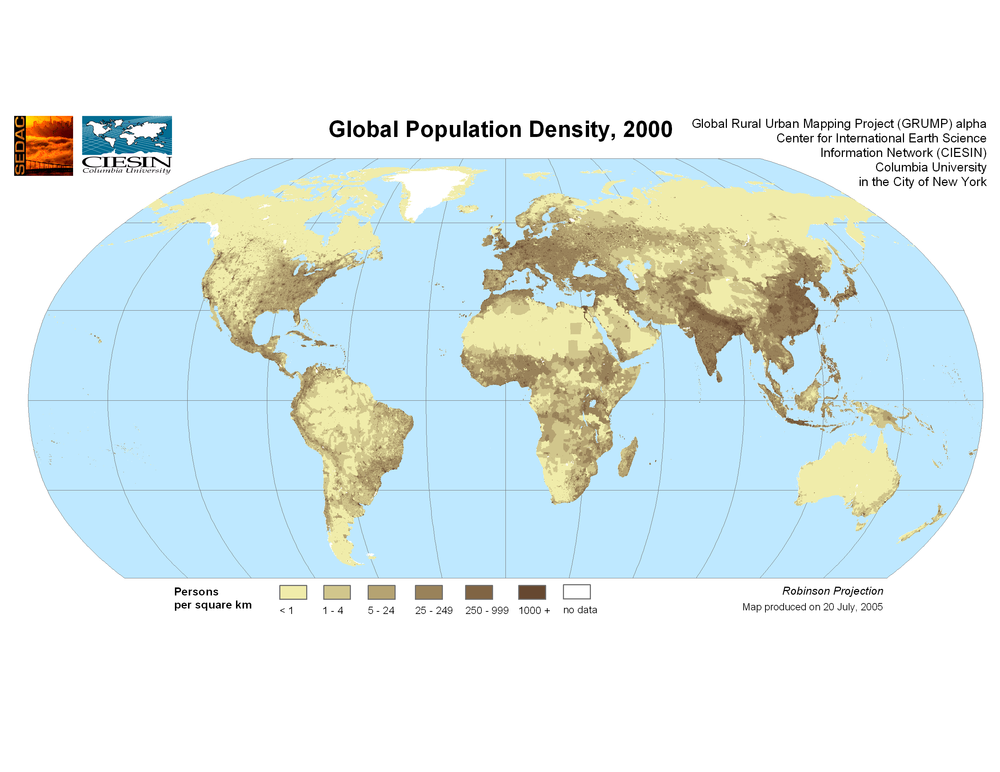 SEDAC
CIESIN
Columbia University
Global Population Density, 2000
Global Rural Urban Mapping Project (GRUMP) alpha
Center for International Earth Science
Information Network (CIESIN)
Columbia University
in the City of New York
Persons
per square km
< 1
1 - 4
5 - 24
25 - 249
250 - 999
1000 +
no data
Robinson Projection
Map produced on 20 July, 2005